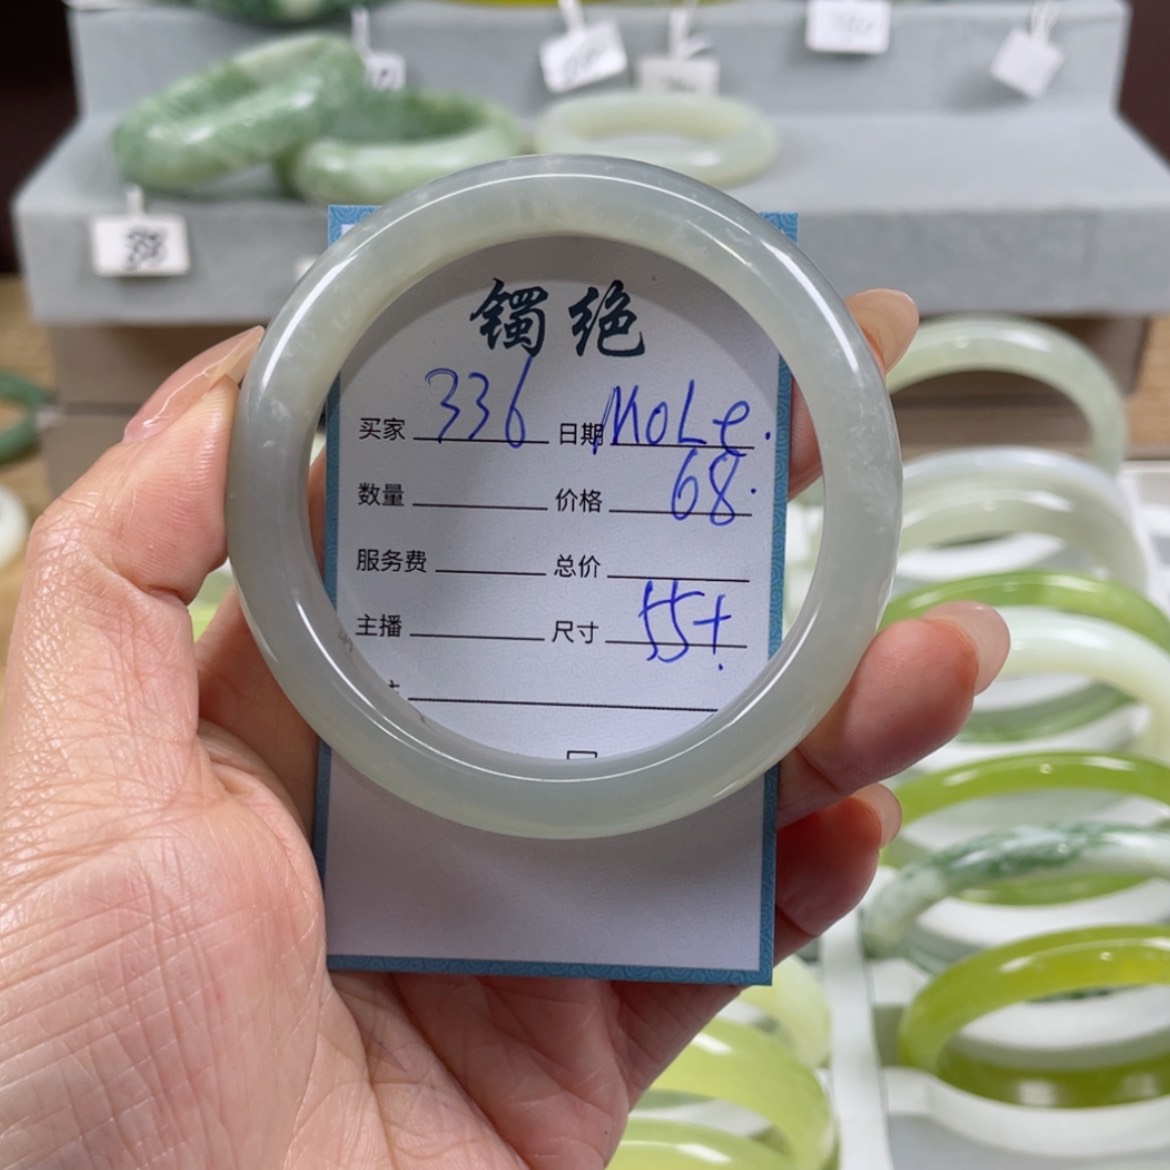 镯绝
买家 336 日期 MoLe.
数量 价格 68.
服务费 总价
主播 尺寸 55+.